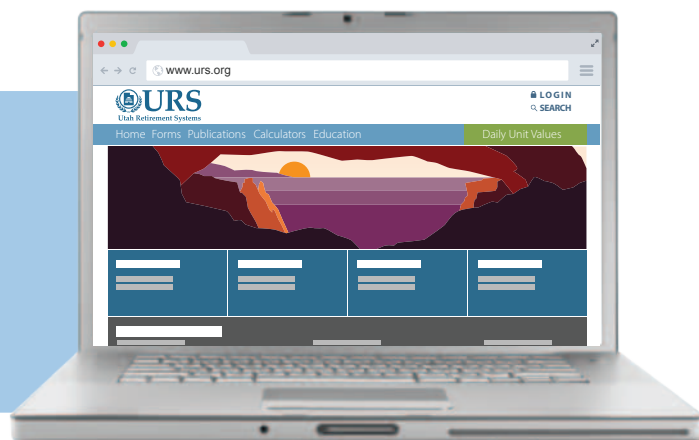 www.urs.org
URS
Utah Retirement Systems
LOGIN
SEARCH
Home Forms Publications Calculators Education
Daily Unit Values